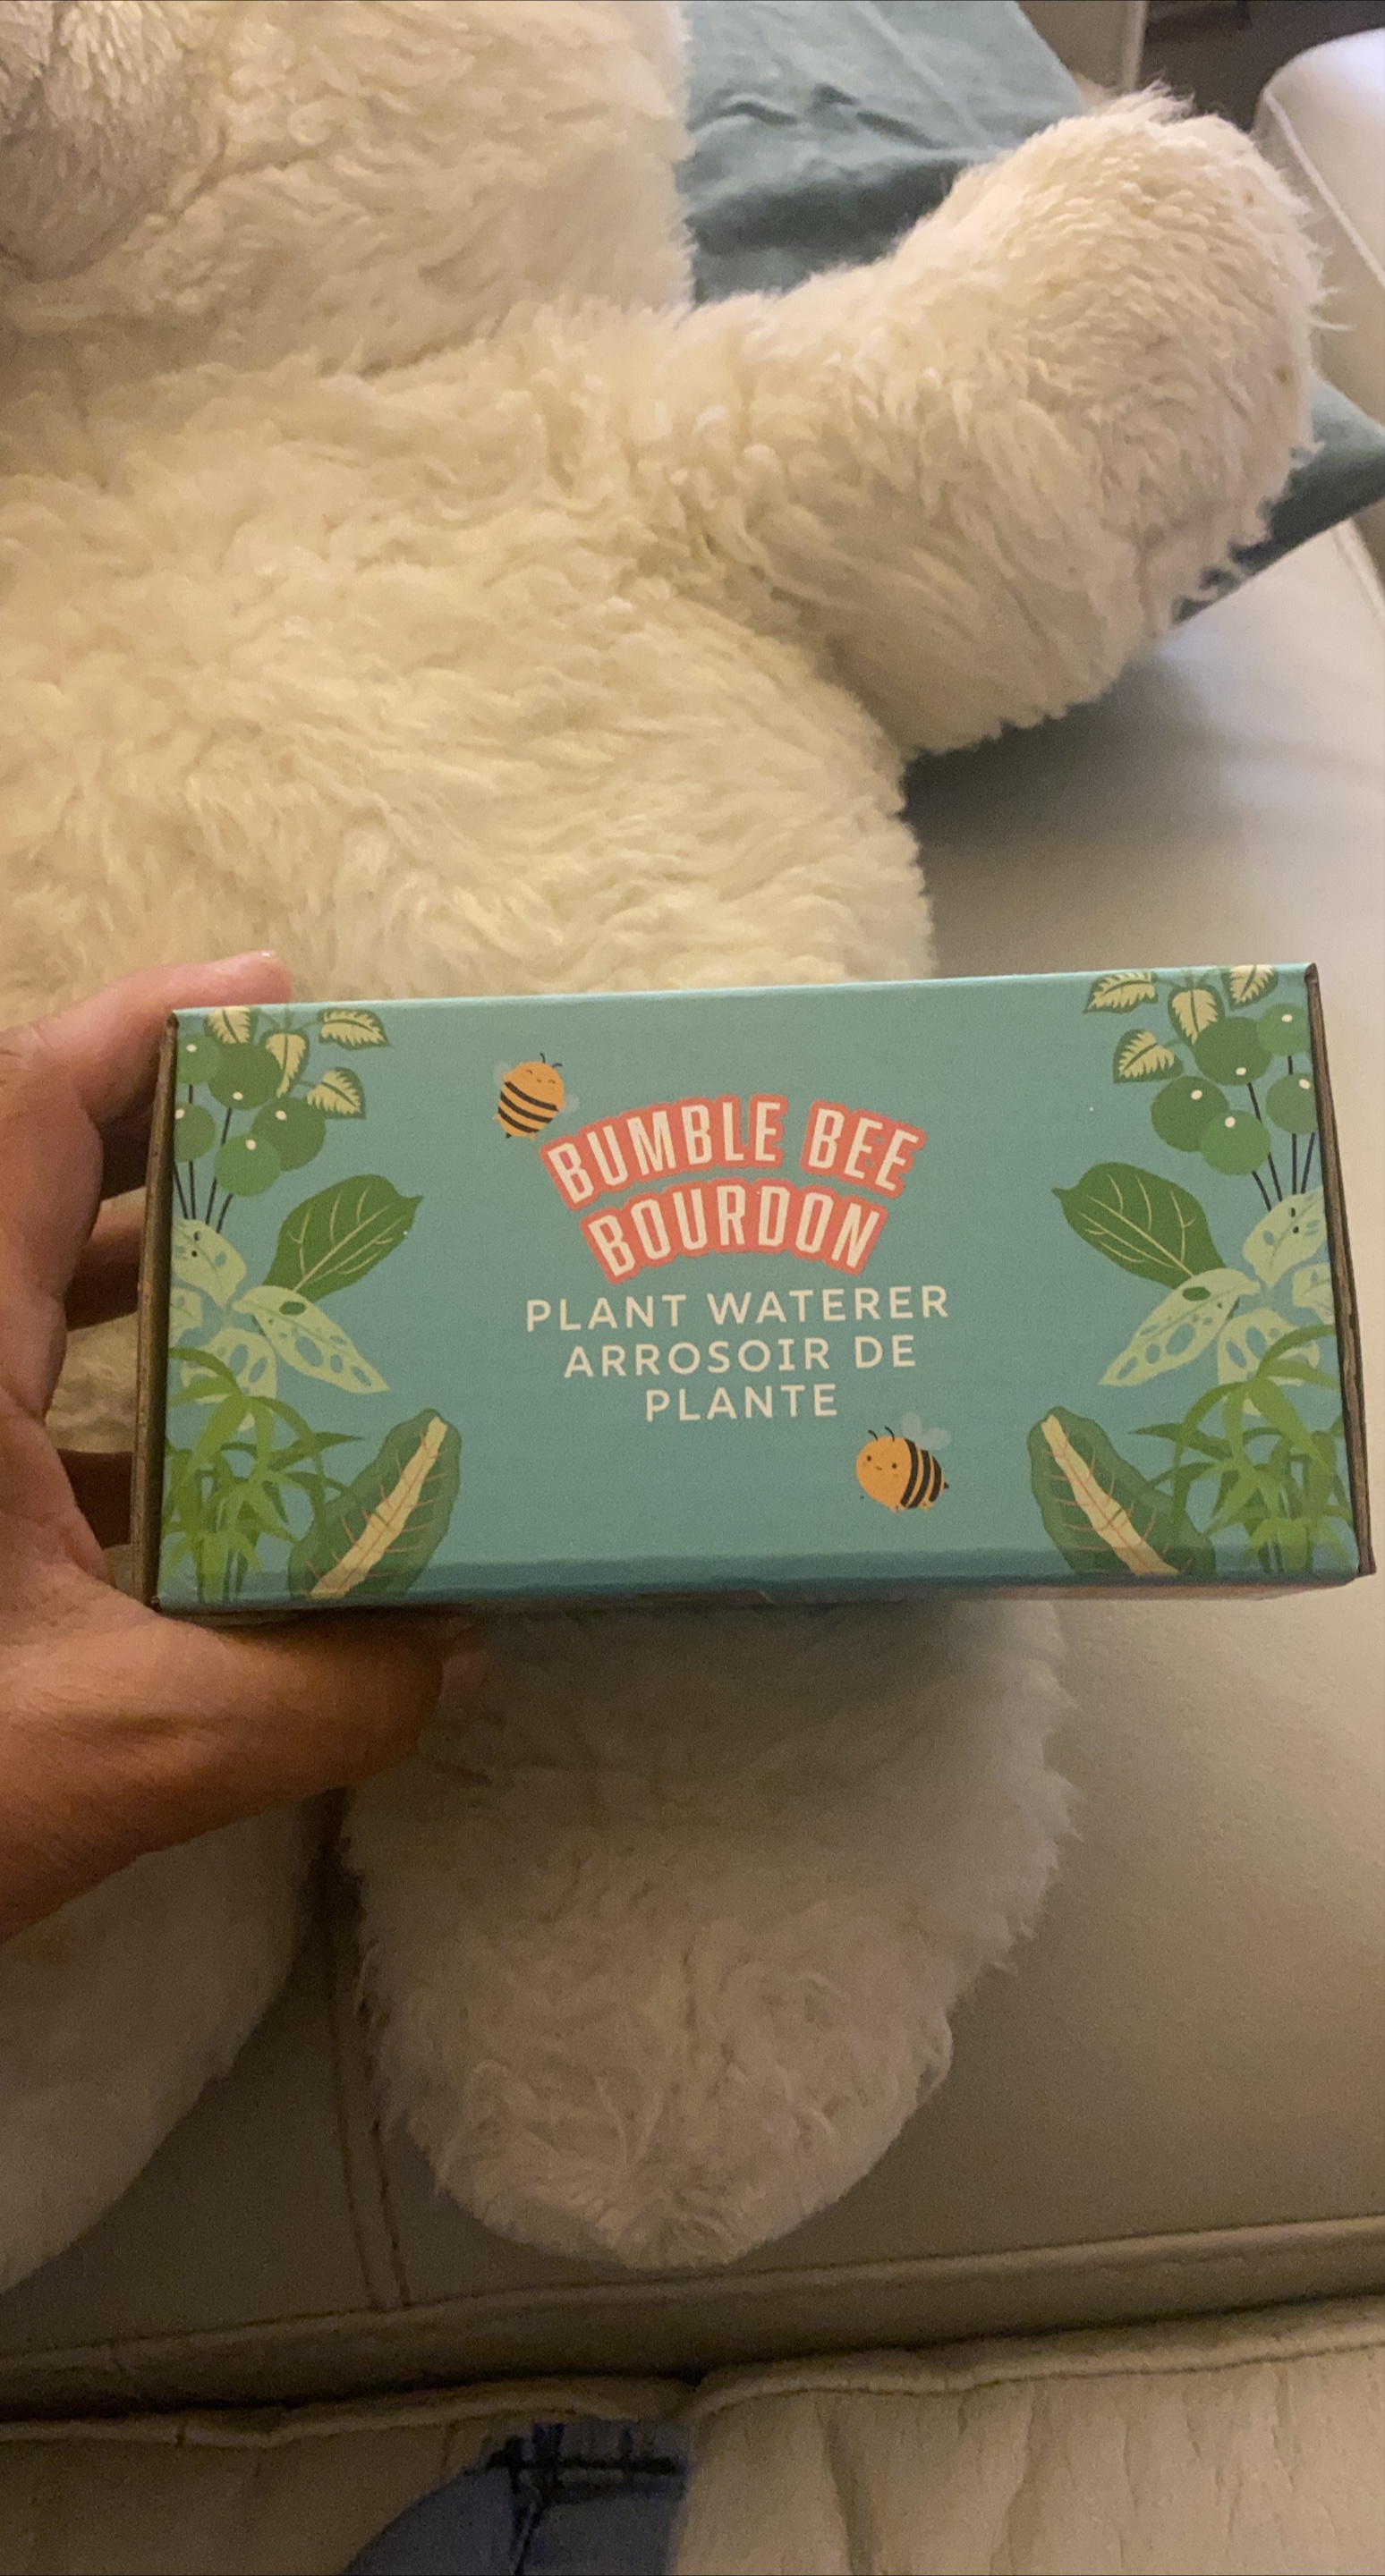 BUMBLE BEE
BOURDON
PLANT WATERER
ARROSOIR DE
PLANTE